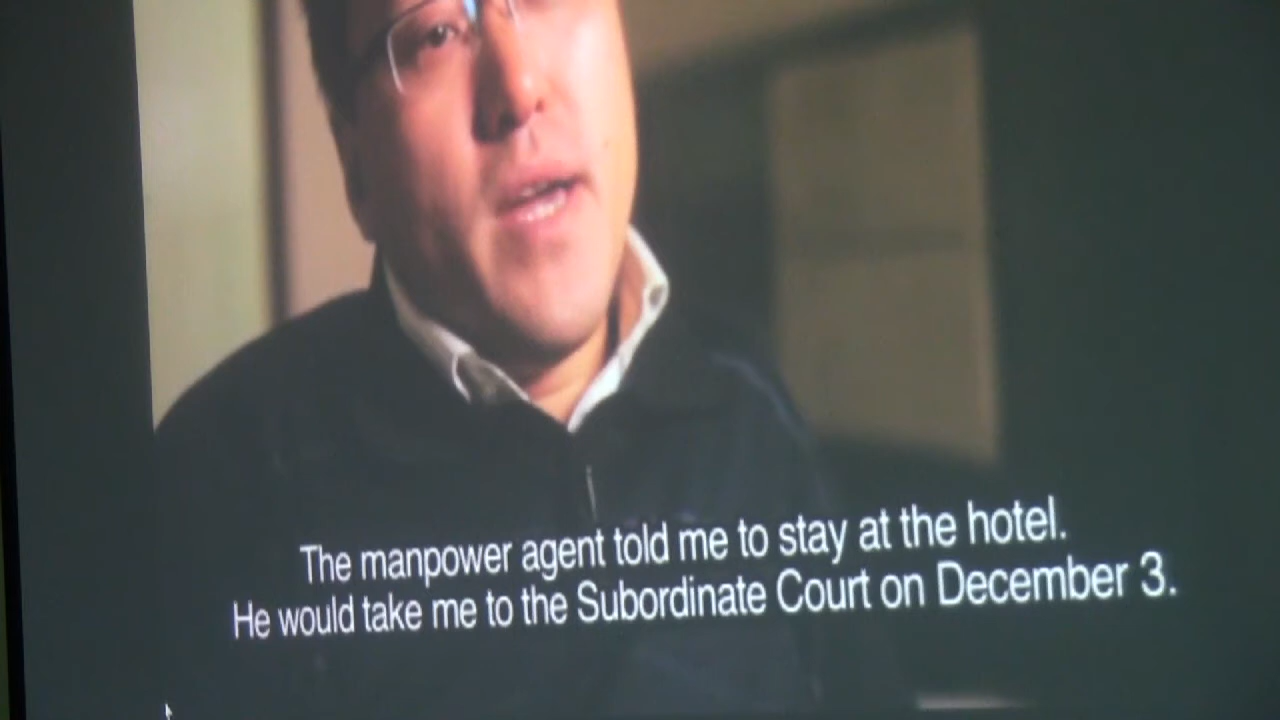 The manpower agent told me to stay at the hotel.
He would take me to the Subordinate Court on December 3.